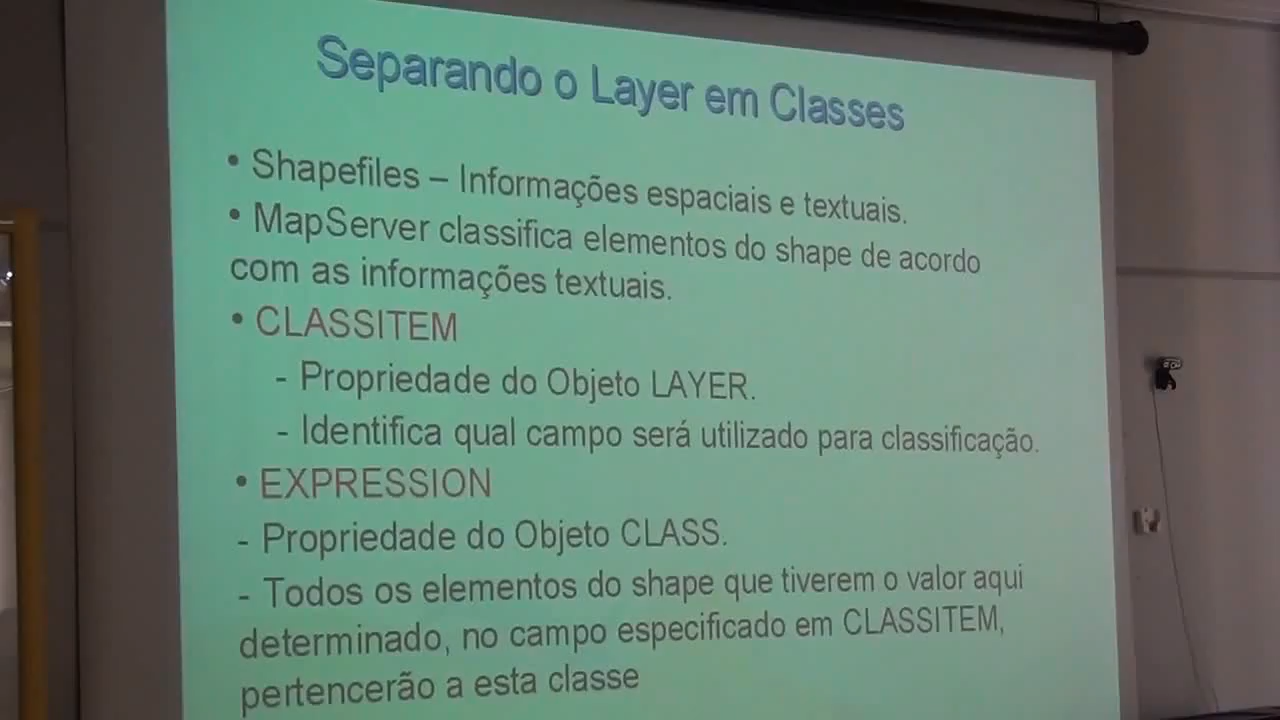 Separando o Layer em Classes
• Shapefiles – Informações espaciais e textuais.
• MapServer classifica elementos do shape de acordo
com as informações textuais.
• CLASSITEM
- Propriedade do Objeto LAYER.
- Identifica qual campo será utilizado para classificação.
• EXPRESSION
- Propriedade do Objeto CLASS.
- Todos os elementos do shape que tiverem o valor aqui
determinado, no campo especificado em CLASSITEM,
pertencerão a esta classe